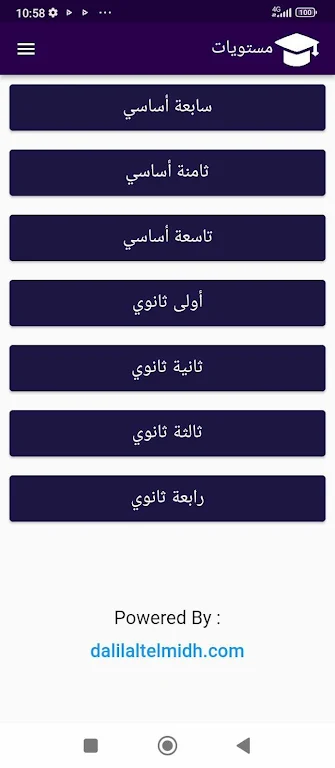 10:58
4G
100
مستويات
سابعة أساسي
ثامنة أساسي
تاسعة أساسي
أولى ثانوي
ثانية ثانوي
ثالثة ثانوي
رابعة ثانوي
Powered By :
dalilaltelmidh.com